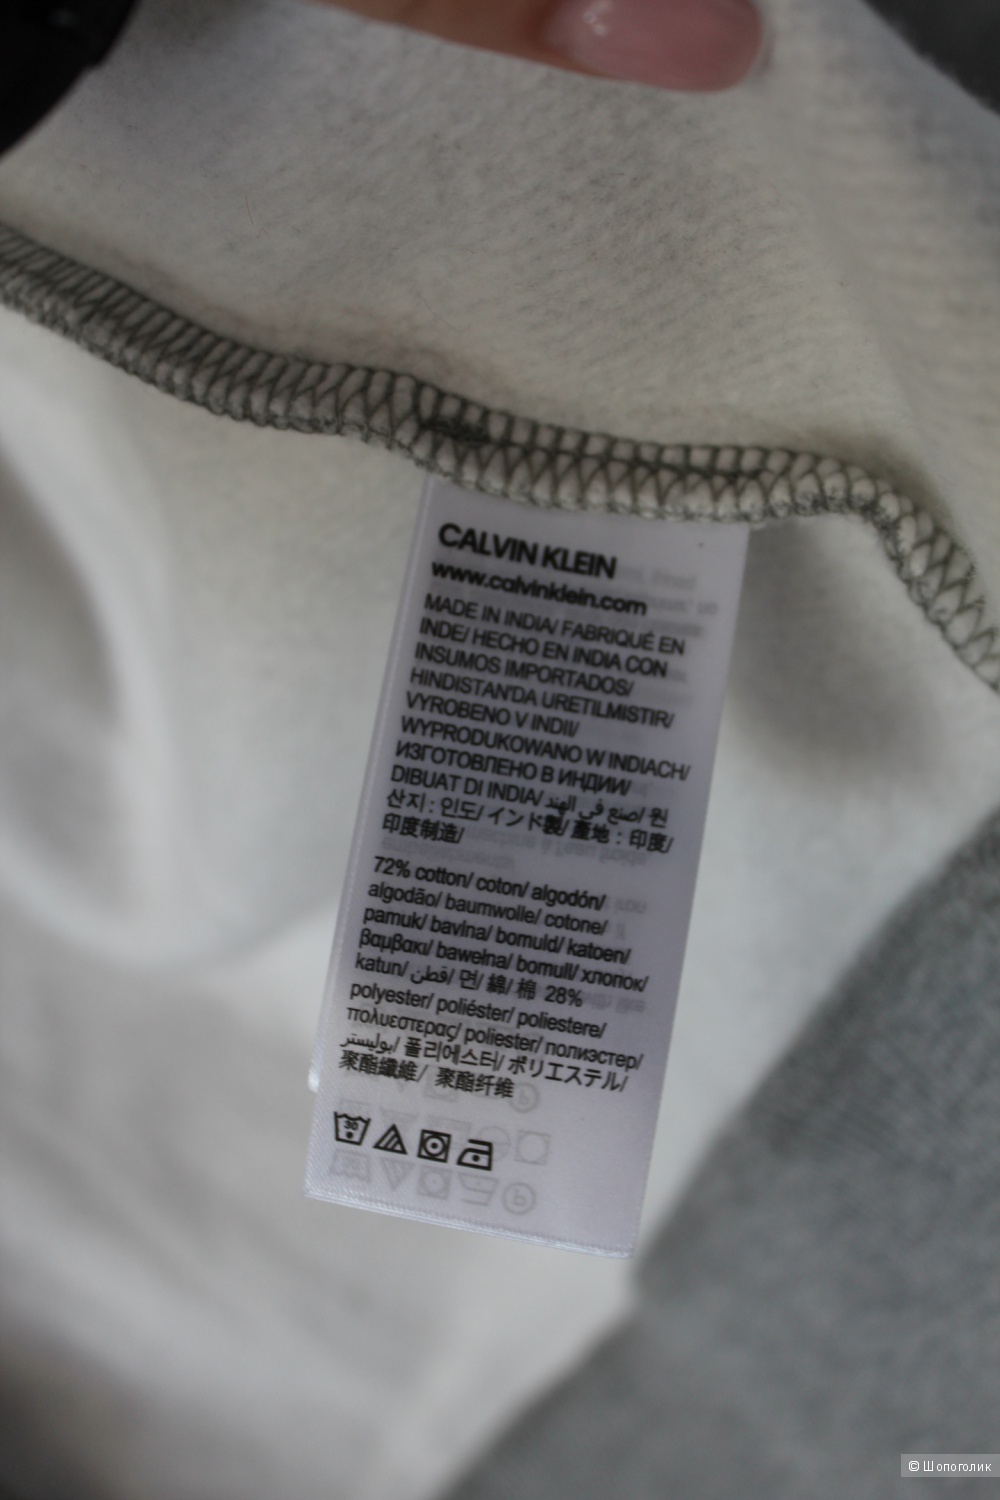 CALVIN KLEIN
www.calvinklein.com
MADE IN INDIA/ FABRIQUÉ EN
INDE/ HECHO EN INDIA CON
INSUMOS IMPORTADOS/
HINDISTAN'DA URETILMISTIR/
VYROBENO V INDII/
WYPRODUKOWANO W INDIACH/
ИЗГОТОВЛЕНО В ИНДИИ/
DIBUAT DI INDIA/ صنع في الهند/ 원
산지 : 인도/ インド製/ 產地 : 印度/
印度制造/
72% cotton/ coton/ algodón/
algodão/ baumwolle/ cotone/
pamuk/ bavlna/ bomuld/ katoen/
βαμβακι/ bawełna/ bomull/ хлопок/
katun/ قطن/ 면/ 綿/ 棉 28%
polyester/ poliéster/ poliestere/
πολυεστερας/ poliester/ полиэстер/
بوليستر/ 폴리에스터/ ポリエステル/
聚酯纖維/ 聚酯纤维
30
© Шопоголик